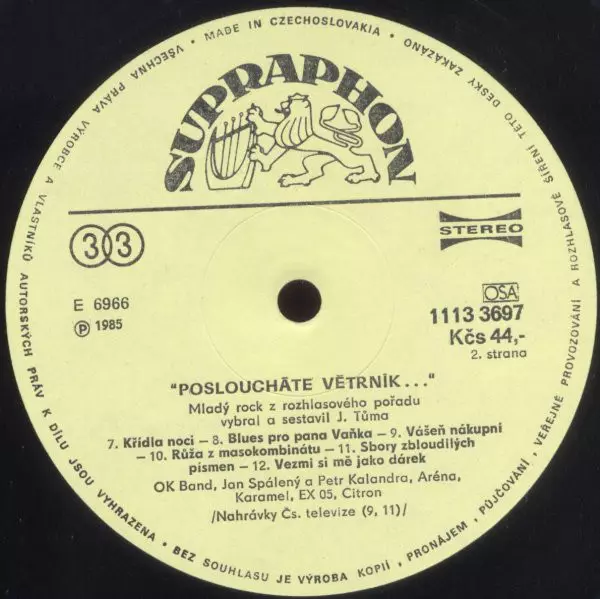 VŠECHNA PRÁVA VÝROBCE A VLASTNÍKŮ AUTORSKÝCH PRÁV K DÍLU JSOU VYHRAZENA • BEZ SOUHLASU JE VÝROBA KOPIÍ, PRONÁJEM, PŮJČOVÁNÍ, VEŘEJNÉ PROVOZOVÁNÍ A ROZHLASOVÉ ŠÍŘENÍ TÉTO DESKY ZAKÁZÁNO • MADE IN CZECHOSLOVAKIA •
SUPRAPHON
33
STEREO
E 6966
Ⓟ 1985
OSA
1113 3697
Kčs 44,-
2. strana
"POSLOUCHÁTE VĚTRNÍK..."
Mladý rock z rozhlasového pořadu
vybral a sestavil J. Tůma
7. Křídla noci – 8. Blues pro pana Vaňka – 9. Vášeň nákupní
– 10. Růža z masokombinátu – 11. Sbory zbloudilých
pismen – 12. Vezmi si mě jako dárek
OK Band, Jan Spálený a Petr Kalandra, Aréna,
Karamel, EX 05, Citron
/Nahrávky Čs. televize (9, 11)/